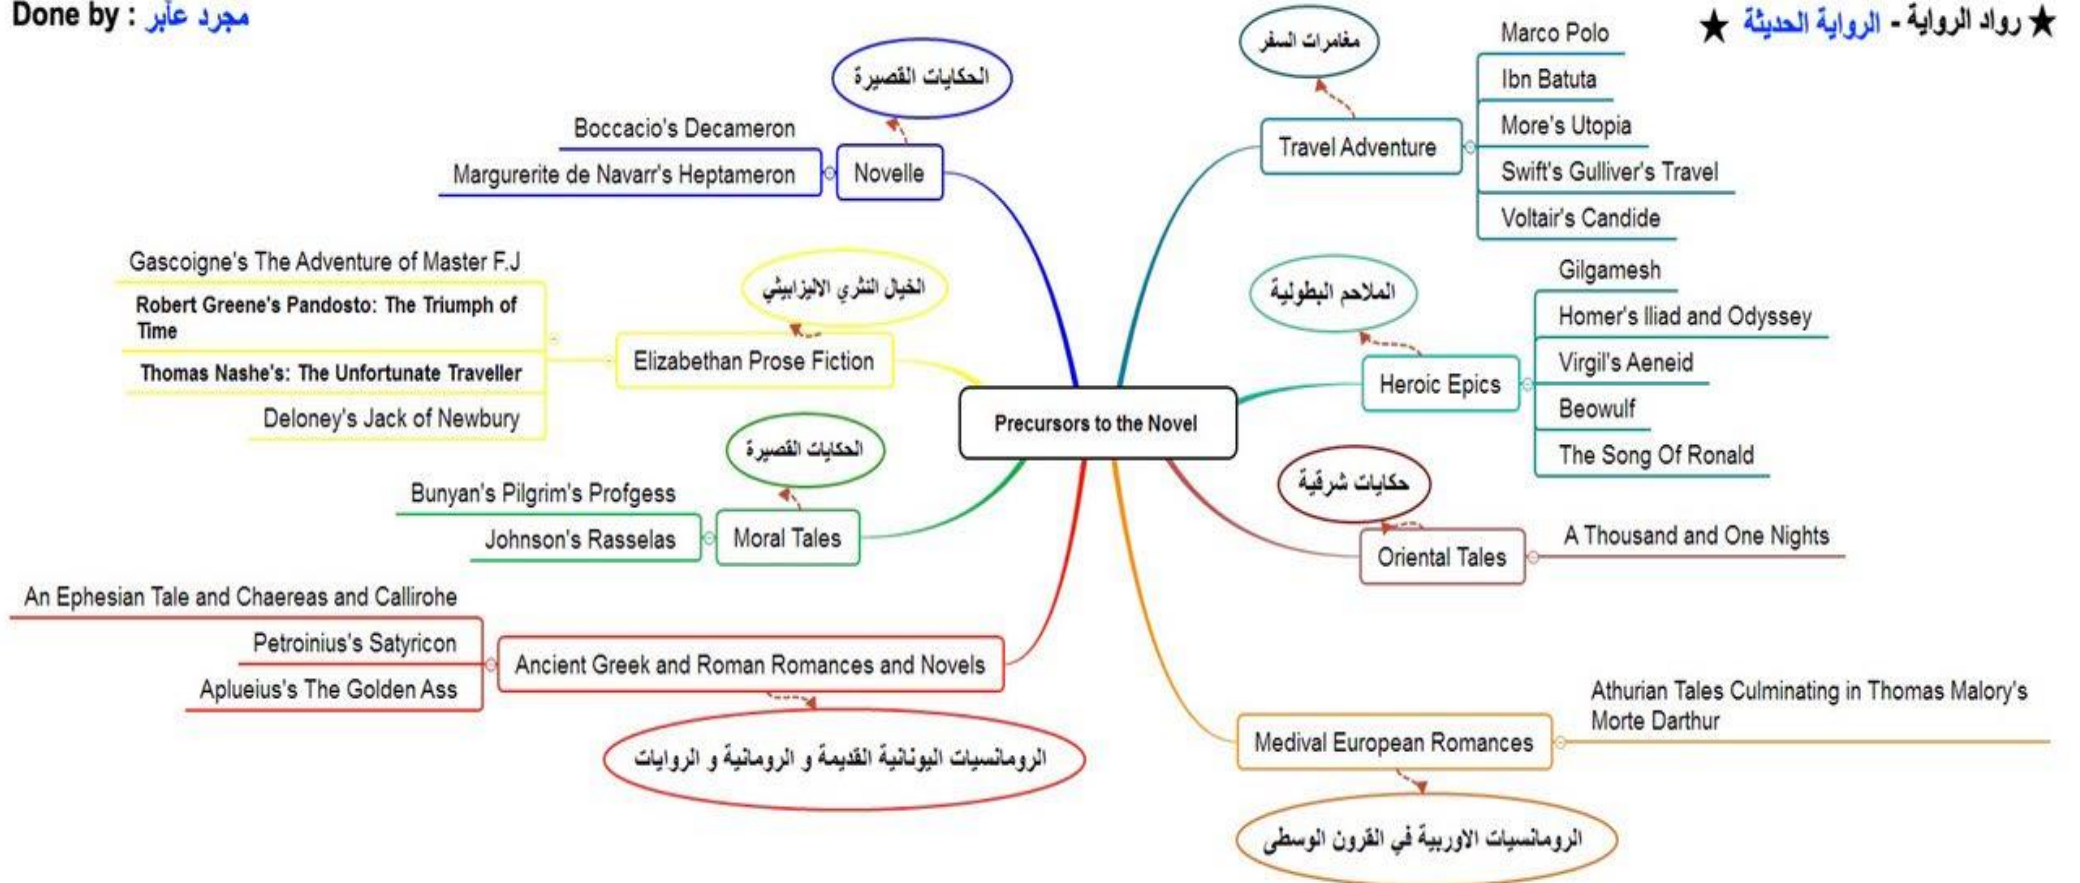 Done by : مجرد عآبر
★ رواد الرواية - الرواية الحديثة ★
الحكايات القصيرة
Boccacio's Decameron
Margurerite de Navarr's Heptameron
Novelle
الخيال النثري الاليزابيثي
Gascoigne's The Adventure of Master F.J
Robert Greene's Pandosto: The Triumph of
Time
Thomas Nashe's: The Unfortunate Traveller
Deloney's Jack of Newbury
Elizabethan Prose Fiction
الحكايات القصيرة
Bunyan's Pilgrim's Profgess
Johnson's Rasselas
Moral Tales
An Ephesian Tale and Chaereas and Callirohe
Petroinius's Satyricon
Aplueius's The Golden Ass
Ancient Greek and Roman Romances and Novels
الرومانسيات اليونانية القديمة و الرومانية و الروايات
Precursors to the Novel
مغامرات السفر
Travel Adventure
Marco Polo
Ibn Batuta
More's Utopia
Swift's Gulliver's Travel
Voltair's Candide
الملاحم البطولية
Heroic Epics
Gilgamesh
Homer's Iliad and Odyssey
Virgil's Aeneid
Beowulf
The Song Of Ronald
حكايات شرقية
Oriental Tales
A Thousand and One Nights
Medival European Romances
Athurian Tales Culminating in Thomas Malory's
Morte Darthur
الرومانسيات الاوربية في القرون الوسطى